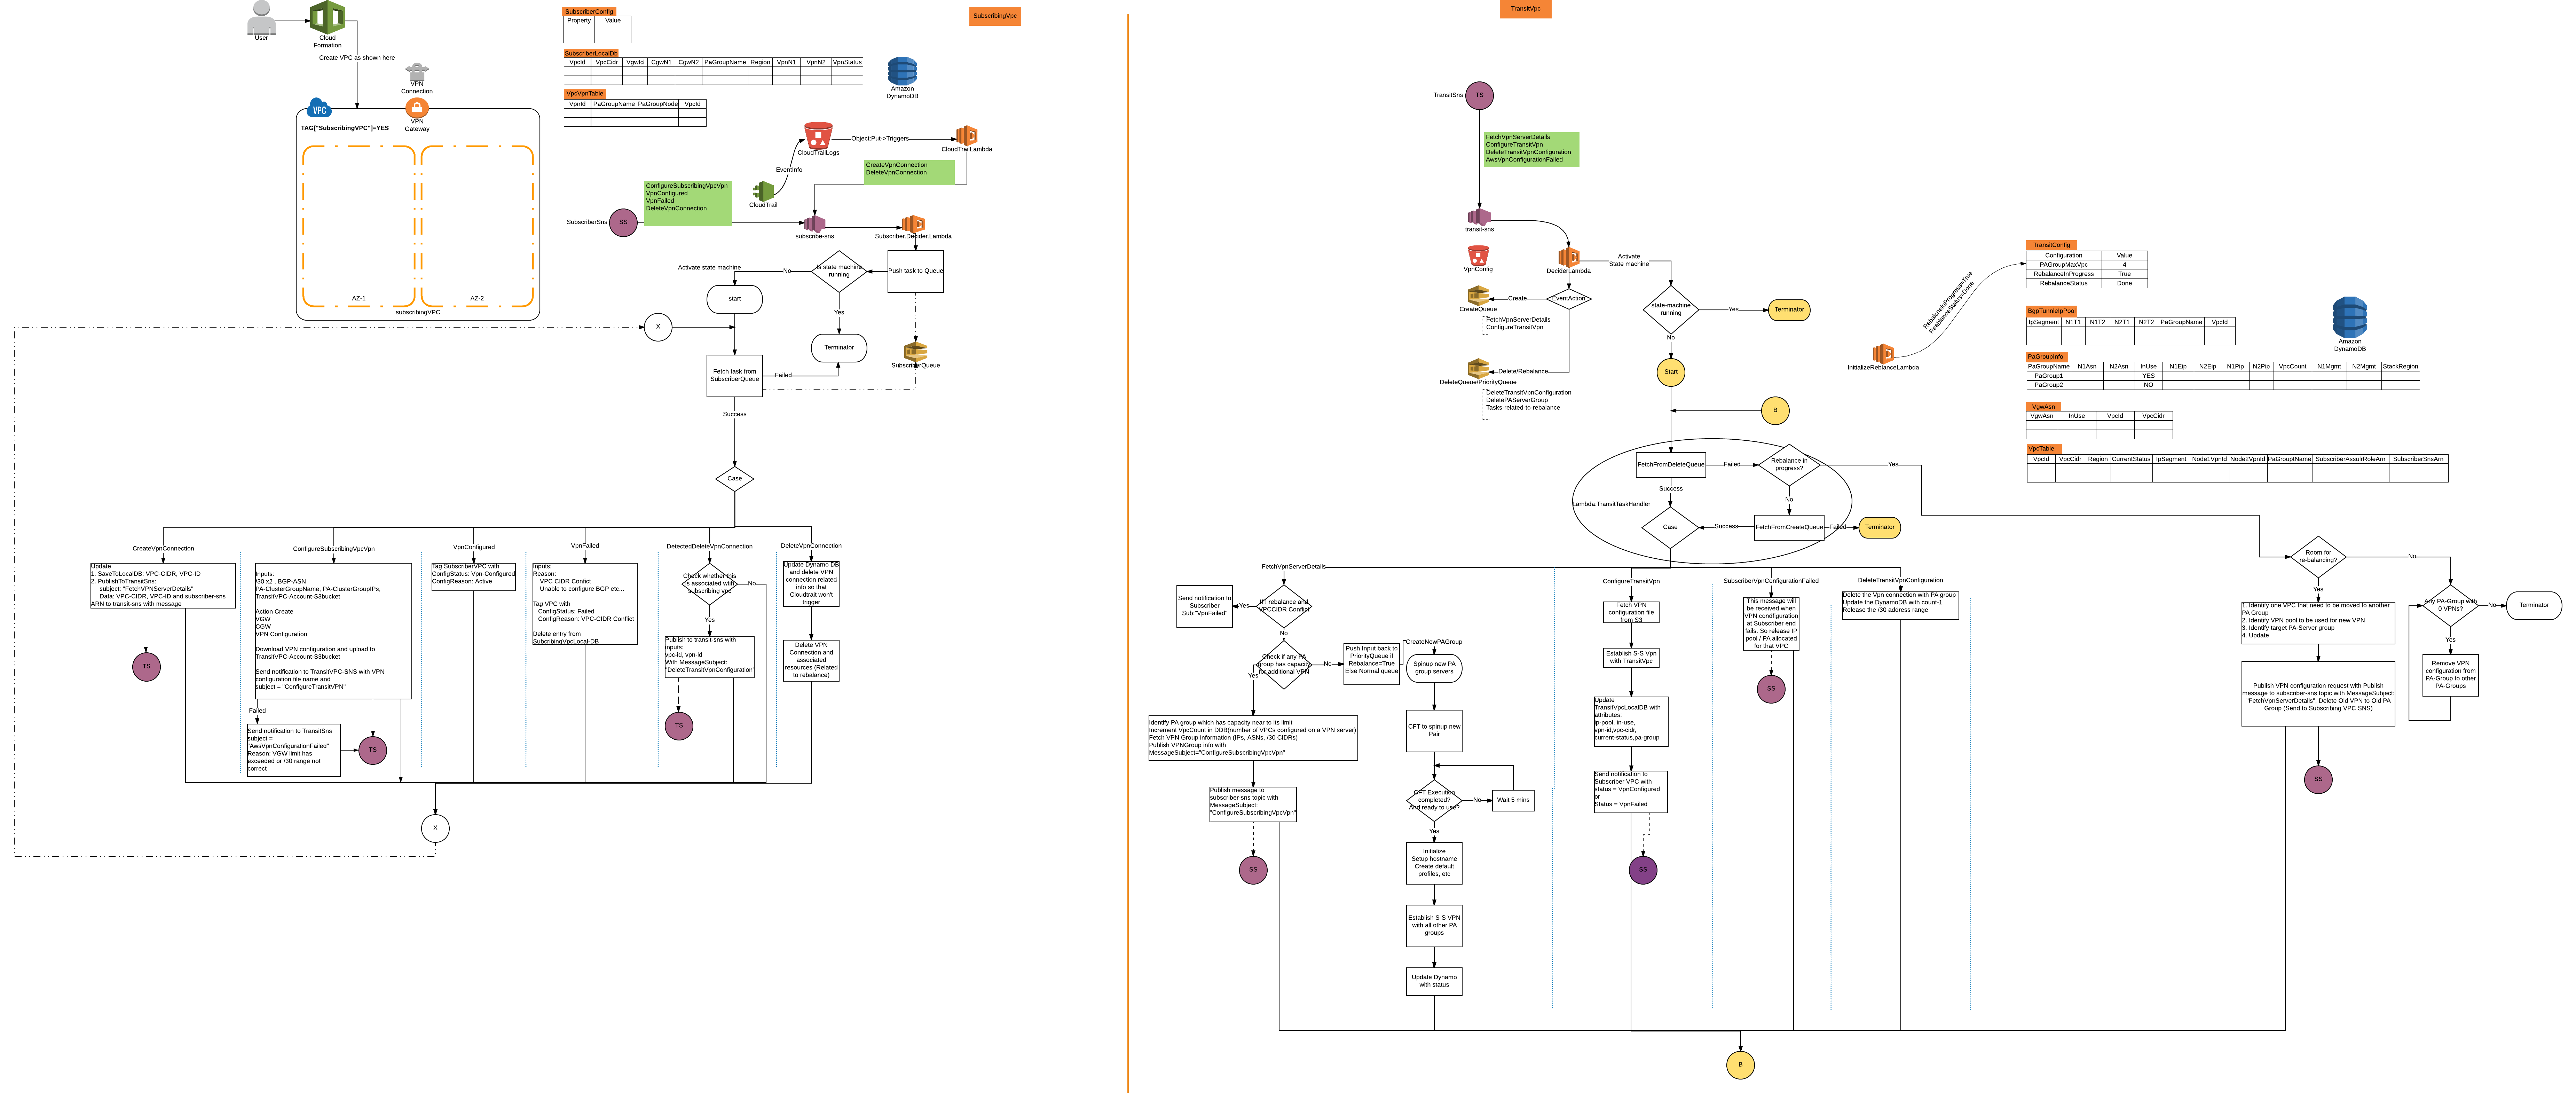 User
Cloud
Formation
Create VPC as shown here
VPN
Connection
VPC
VPN
Gateway
TAG["SubscribingVPC"]=YES
AZ-1
AZ-2
subscribingVPC
SubscriberConfig
Property Value
SubscriberLocalDb
VpcId VpcCidr VgwId CgwN1 CgwN2 PaGroupName Region VpnN1 VpnN2 VpnStatus
VpcVpnTable
VpnId PaGroupName PaGroupNode VpcId
Amazon
DynamoDB
SubscribingVpc
CloudTrailLogs
Object:Put->Triggers
CloudTrailLambda
EventInfo
CloudTrail
CreateVpnConnection
DeleteVpnConnection
ConfigureSubscribingVpcVpn
VpnConfigured
VpnFailed
DeleteVpnConnection
SubscriberSns
SS
subscribe-sns
Subscriber.Decider.Lambda
Push task to Queue
Is state machine
running
No
Activate state machine
start
Yes
Terminator
X
Fetch task from
SubscriberQueue
Failed
SubscriberQueue
Success
Case
CreateVpnConnection
Update
1. SaveToLocalDB: VPC-CIDR, VPC-ID
2. PublishToTransitSns:
subject: "FetchVPNServerDetails"
Data: VPC-CIDR, VPC-ID and subscriber-sns
ARN to transit-sns with message
TS
ConfigureSubscribingVpcVpn
Inputs:
/30 x2 , BGP-ASN
PA-ClusterGroupName, PA-ClusterGroupIPs,
TransitVPC-Account-S3bucket
Action Create
VGW
CGW
VPN Configuration
Download VPN configuration and upload to
TransitVPC-Account-S3bucket
Send notification to TransitVPC-SNS with VPN
configuration file name and
subject = "ConfigureTransitVPN"
Failed
Send notification to TransitSns
subject =
"AwsVpnConfigurationFailed"
Reason: VGW limit has
exceeded or /30 range not
correct
TS
VpnConfigured
Tag SubscriberVPC with
ConfigStatus: Vpn-Configured
ConfigReason: Active
VpnFailed
Inputs:
Reason:
VPC CIDR Confict
Unable to configure BGP etc...
Tag VPC with
ConfigStatus: Failed
ConfigReason: VPC-CIDR Conflict
Delete entry from
SubcribingVpcLocal-DB
DetectedDeleteVpnConnection
Check whether this
is associated wtih
subscribing vpc
No
Yes
Publish to transit-sns with
inputs:
vpc-id, vpn-id
With MessageSubject:
"DeleteTransitVpnConfiguration"
TS
DeleteVpnConnection
Update Dynamo DB
and delete VPN
connection related
info so that
Cloudtrait won't
trigger
Delete VPN
Connection and
associated
resources (Related
to rebalance)
X
TransitVpc
TransitSns
TS
FetchVpnServerDetails
ConfigureTransitVpn
DeleteTransitVpnConfiguration
AwsVpnConfigurationFailed
transit-sns
VpnConfig
DeciderLambda
Activate
State machine
Create
EventAction
CreateQueue
FetchVpnServerDetails
ConfigureTransitVpn
Delete/Rebalance
DeleteQueue/PriorityQueue
DeleteTransitVpnConfiguration
DeletePAServerGroup
Tasks-related-to-rebalance
state-machine
running
Yes
Terminator
No
Start
B
FetchFromDeleteQueue
Failed
Rebalance in
progress?
Yes
Success
No
Lambda:TransitTaskHandler
Case
Success
FetchFromCreateQueue
Failed
Terminator
InitializeReblanceLambda
RebalcneInProgress=True
ReablanceStatus=Done
TransitConfig
Configuration Value
PAGroupMaxVpc 4
RebalanceInProgress True
RebalanceStatus Done
BgpTunnleIpPool
IpSegment N1T1 N1T2 N2T1 N2T2 PaGroupName VpcId
Amazon
DynamoDB
PaGroupInfo
PaGroupName N1Asn N2Asn InUse N1Eip N2Eip N1Pip N2Pip VpcCount N1Mgmt N2Mgmt StackRegion
PaGroup1 YES
PaGroup2 NO
VgwAsn
VgwAsn InUse VpcId VpcCidr
VpcTable
VpcId VpcCidr Region CurrentStatus IpSegment Node1VpnId Node2VpnId PaGrouptName SubscriberAssuIrRoleArn SubscriberSnsArn
FetchVpnServerDetails
If ! rebalance and
VPCCIDR Conflict
Yes
Send notification to
Subscriber
Sub:"VpnFailed"
No
Check if any PA
group has capacity
for additional VPN
No
Yes
Push Input back to
PriorityQueue if
Rebalance=True
Else Normal queue
CreateNewPAGroup
Spinup new PA
group servers
Identify PA group which has capacity near to its limit
Increment VpcCount in DDB(number of VPCs configured on a VPN server)
Fetch VPN Group information (IPs, ASNs, /30 CIDRs)
Publish VPNGroup info with
MessageSubject="ConfigureSubscribingVpcVpn"
Publish message to
subscriber-sns topic with
MessageSubject:
"ConfigureSubscribingVpcVpn"
SS
CFT to spinup new
Pair
CFT Execution
completed?
And ready to use?
No
Wait 5 mins
Yes
Initialize
Setup hostname
Create default
profiles, etc
Establish S-S VPN
with all other PA
groups
Update Dynamo
with status
ConfigureTransitVpn
Fetch VPN
configuration file
from S3
Establish S-S Vpn
with TransitVpc
Update
TransitVpcLocalDB with
attributes:
ip-pool, in-use,
vpn-id,vpc-cidr,
current-status,pa-group
Send notification to
Subscriber VPC with
status = VpnConfigured
or
Status = VpnFailed
SS
SubscriberVpnConfigurationFailed
This message will
be received when
VPN condfiguration
at Subscriber end
fails. So release IP
pool / PA allocated
for that VPC
SS
DeleteTransitVpnConfiguration
Delete the Vpn connection with PA group
Update the DynamoDB with count-1
Release the /30 address range
Room for
re-balancing?
No
Yes
1. Identify one VPC that need to be moved to another
PA Group
2. Identify VPN pool to be used for new VPN
3. Identify target PA-Server group
4. Update
Publish VPN configuration request with Publish
message to subscriber-sns topic with MessageSubject:
"FetchVpnServerDetails", Delete Old VPN to Old PA
Group (Send to Subscribing VPC SNS)
SS
Any PA-Group with
0 VPNs?
No
Terminator
Yes
Remove VPN
configuration from
PA-Group to other
PA-Groups
B